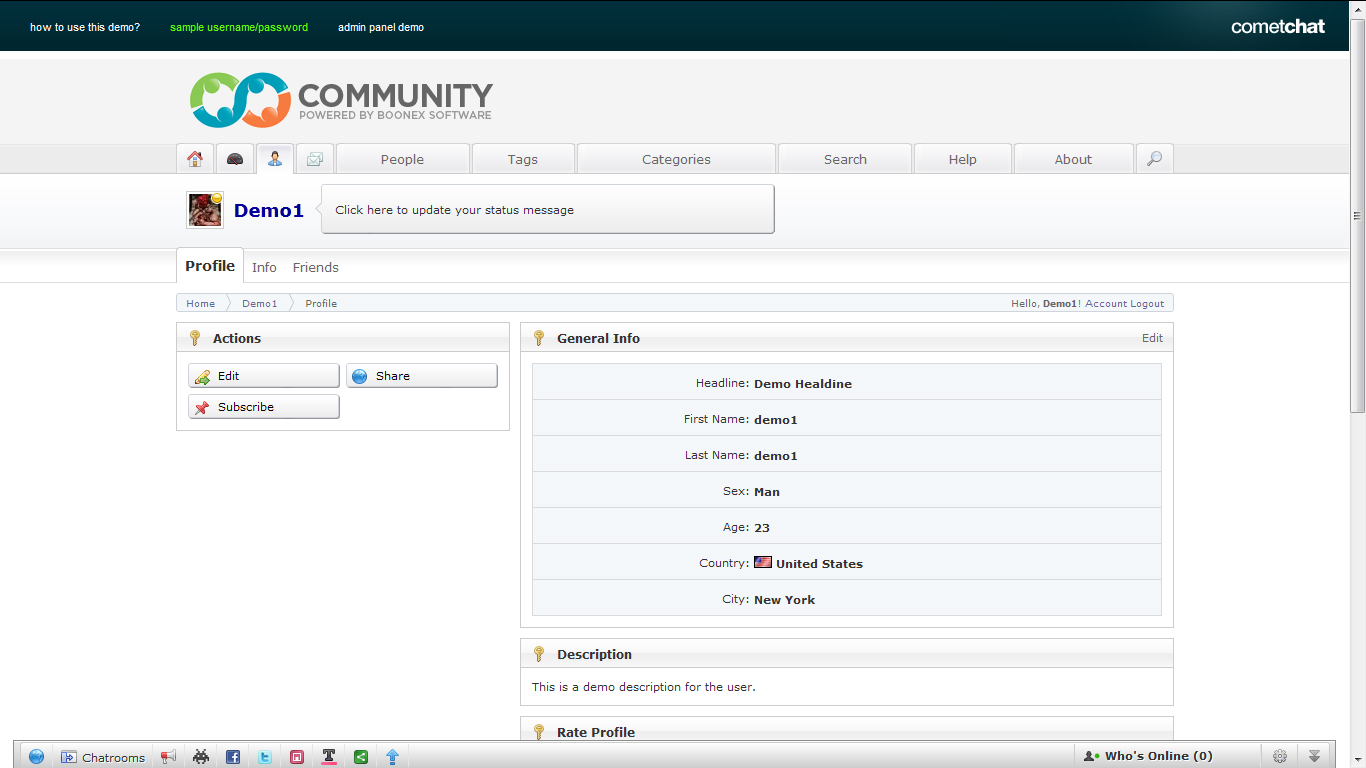 how to use this demo? sample username/password admin panel demo cometchat
COMMUNITY
POWERED BY BOONEX SOFTWARE
People Tags Categories Search Help About
Demo1 Click here to update your status message
Profile Info Friends
Home Demo1 Profile Hello, Demo1! Account Logout
Actions
Edit Share
Subscribe
General Info Edit
Headline: Demo Healdine
First Name: demo1
Last Name: demo1
Sex: Man
Age: 23
Country: United States
City: New York
Description
This is a demo description for the user.
Rate Profile
Chatrooms Who's Online (0)